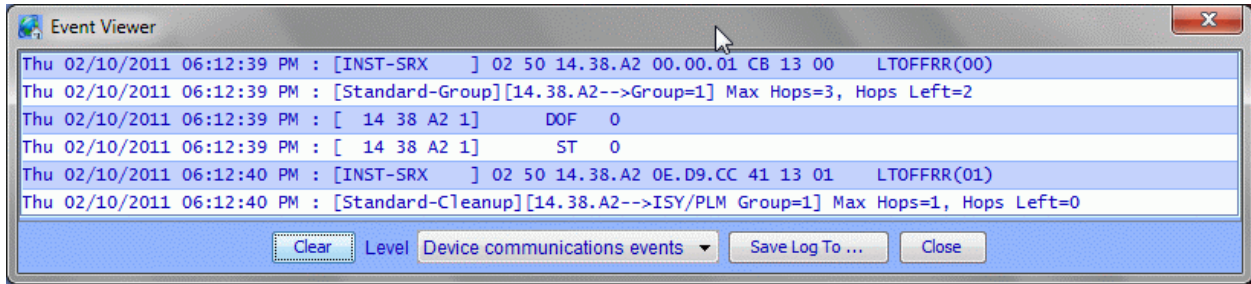 Event Viewer
Thu 02/10/2011 06:12:39 PM : [INST-SRX    ] 02 50 14.38.A2 00.00.01 CB 13 00    LTOFFRR(00)
Thu 02/10/2011 06:12:39 PM : [Standard-Group][14.38.A2-->Group=1] Max Hops=3, Hops Left=2
Thu 02/10/2011 06:12:39 PM : [  14 38 A2 1]       DOF   0
Thu 02/10/2011 06:12:39 PM : [  14 38 A2 1]        ST   0
Thu 02/10/2011 06:12:40 PM : [INST-SRX    ] 02 50 14.38.A2 0E.D9.CC 41 13 01    LTOFFRR(01)
Thu 02/10/2011 06:12:40 PM : [Standard-Cleanup][14.38.A2-->ISY/PLM Group=1] Max Hops=1, Hops Left=0
Clear Level Device communications events Save Log To ... Close